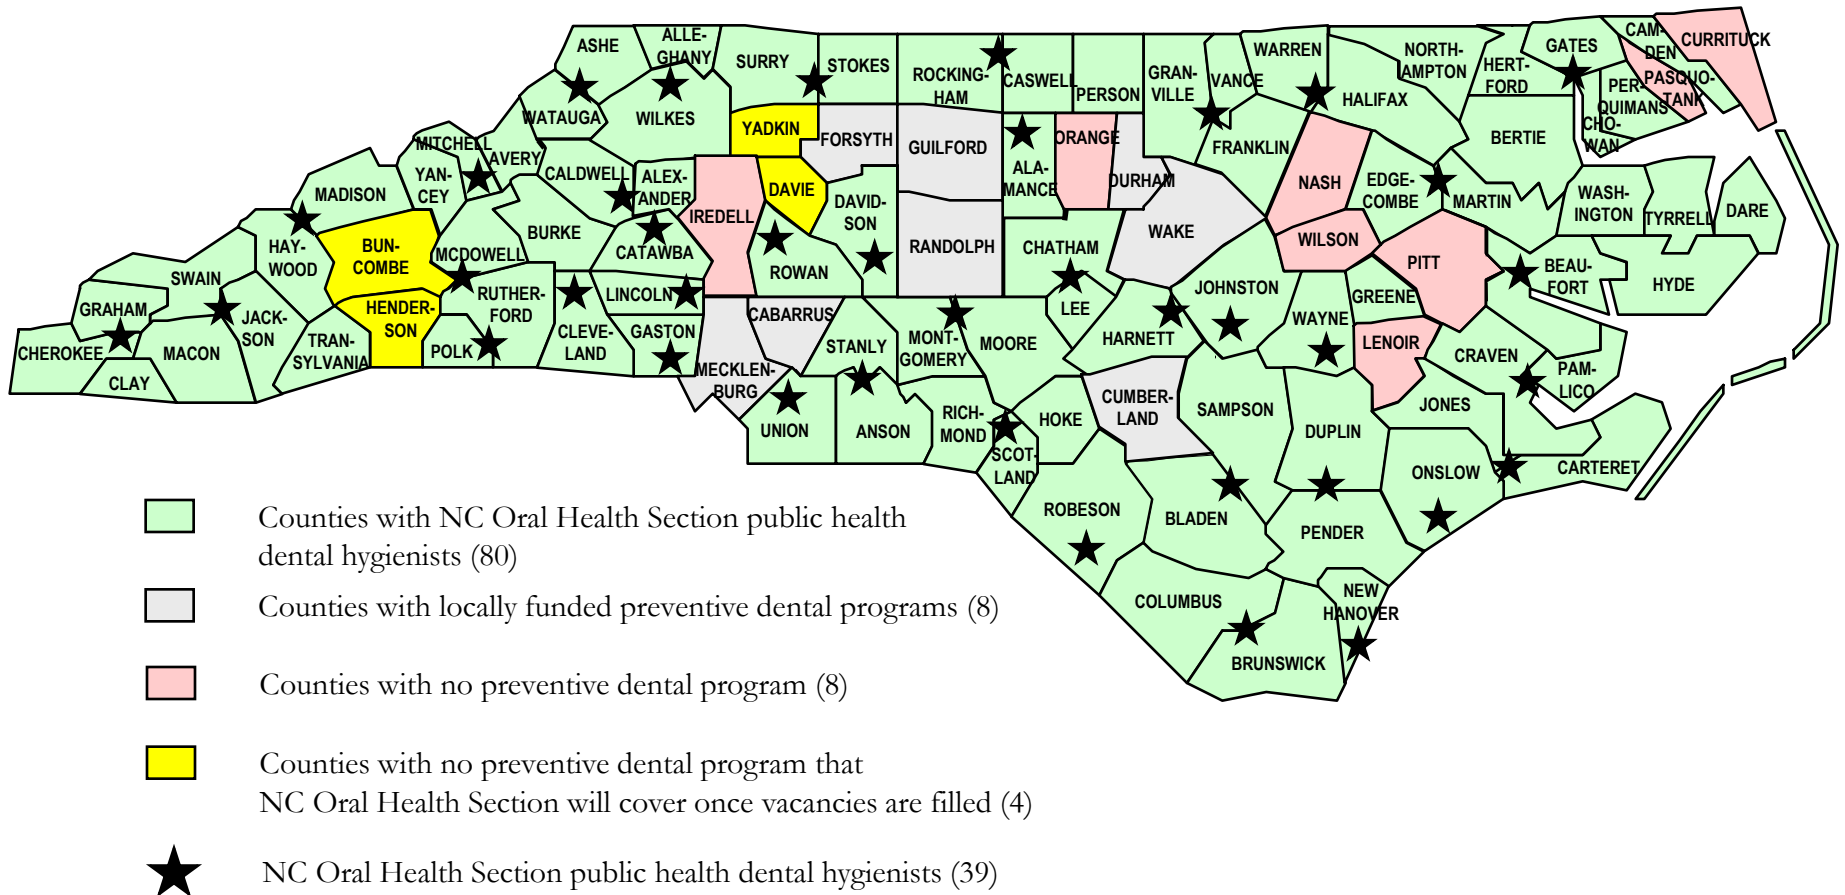 ASHE
ALLE-
GHANY
SURRY
STOKES
ROCKING-
HAM
CASWELL
PERSON
GRAN-
VILLE
VANCE
WARREN
NORTH-
AMPTON
HALIFAX
HERT-
FORD
GATES
CAM-
DEN
CURRITUCK
PASQUO-
TANK
PER-
QUIMANS
CHO-
WAN
BERTIE
WATAUGA
WILKES
YADKIN
FORSYTH
GUILFORD
ALA-
MANCE
ORANGE
DURHAM
FRANKLIN
NASH
EDGE-
COMBE
MARTIN
WASH-
INGTON
TYRRELL
DARE
MITCHELL
AVERY
YAN-
CEY
CALDWELL
ALEX-
ANDER
IREDELL
DAVIE
DAVID-
SON
RANDOLPH
CHATHAM
WAKE
WILSON
PITT
BEAU-
FORT
HYDE
MADISON
BUN-
COMBE
MCDOWELL
BURKE
CATAWBA
ROWAN
HAY-
WOOD
SWAIN
GRAHAM
JACK-
SON
HENDER-
SON
RUTHER-
FORD
LINCOLN
CLEVE-
LAND
GASTON
CABARRUS
MECKLEN-
BURG
STANLY
MONT-
GOMERY
MOORE
LEE
HARNETT
JOHNSTON
WAYNE
GREENE
LENOIR
CRAVEN
PAM-
LICO
CHEROKEE
CLAY
MACON
TRAN-
SYLVANIA
POLK
UNION
ANSON
RICH-
MOND
SCOT-
LAND
HOKE
CUMBER-
LAND
SAMPSON
DUPLIN
JONES
ONSLOW
CARTERET
ROBESON
BLADEN
PENDER
COLUMBUS
BRUNSWICK
NEW
HANOVER
Counties with NC Oral Health Section public health
dental hygienists (80)
Counties with locally funded preventive dental programs (8)
Counties with no preventive dental program (8)
Counties with no preventive dental program that
NC Oral Health Section will cover once vacancies are filled (4)
NC Oral Health Section public health dental hygienists (39)